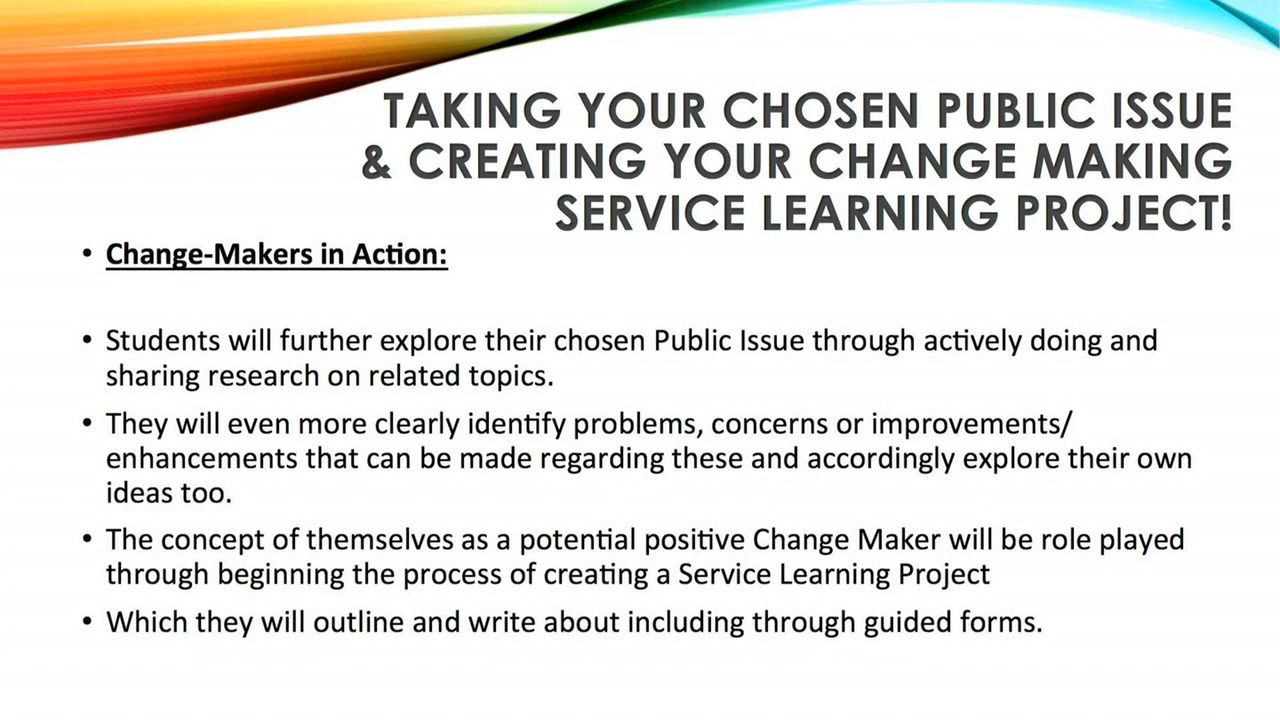 TAKING YOUR CHOSEN PUBLIC ISSUE
& CREATING YOUR CHANGE MAKING
SERVICE LEARNING PROJECT!
• Change-Makers in Action:
• Students will further explore their chosen Public Issue through actively doing and
sharing research on related topics.
• They will even more clearly identify problems, concerns or improvements/
enhancements that can be made regarding these and accordingly explore their own
ideas too.
• The concept of themselves as a potential positive Change Maker will be role played
through beginning the process of creating a Service Learning Project
• Which they will outline and write about including through guided forms.